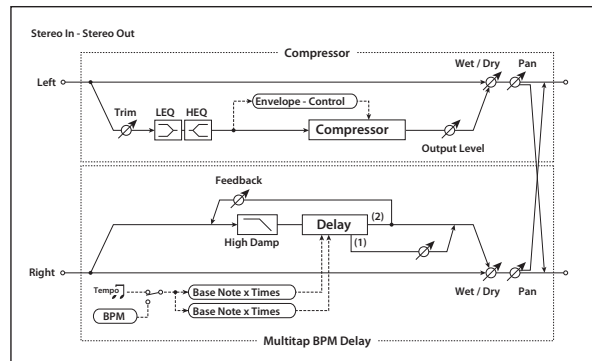 Stereo In - Stereo Out
Compressor
Wet / Dry
Pan
Left
Trim
LEQ
HEQ
Envelope - Control
Compressor
Output Level
Feedback
High Damp
Delay
(2)
(1)
Right
Wet / Dry
Pan
Tempo
BPM
Base Note x Times
Base Note x Times
Multitap BPM Delay